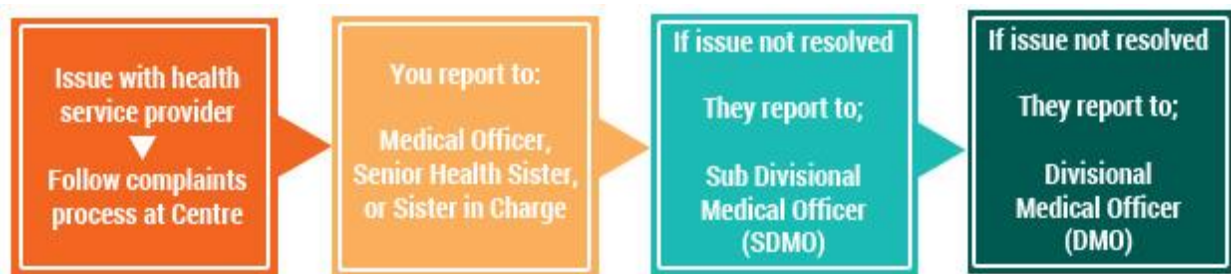 Issue with health
service provider
Follow complaints
process at Centre
You report to:
Medical Officer,
Senior Health Sister,
or Sister in Charge
If issue not resolved
They report to;
Sub Divisional
Medical Officer
(SDMO)
If issue not resolved
They report to;
Divisional
Medical Officer
(DMO)